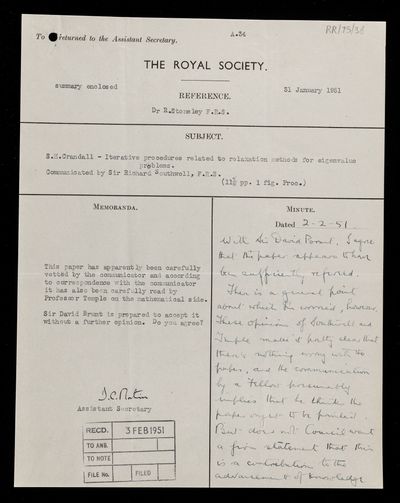 RR/75/38
To be returned to the Assistant Secretary.
A.34
THE ROYAL SOCIETY.
summary enclosed
31 January 1951
REFERENCE.
Dr R.Stoneley F.R.S.
SUBJECT.
S.H.Crandall - Iterative procedures related to relaxation methods for eigenvalue
problems.
Communicated by Sir Richard Southwell, F.R.S.
(11½ pp. 1 fig. Proc.)
MEMORANDA.
This paper has apparently been carefully
vetted by the communicator and according
to correspondence with the communicator
it has also been carefully read by
Professor Temple on the mathematical side.
Sir David Brunt is prepared to accept it
without a further opinion. Do you agree?
Assistant Secretary
RECD. 3 FEB 1951
TO ANS.
TO NOTE
FILE No. FILED
MINUTE.
Dated 2-2-51.
With Sir David Brunt, I agree
that this paper appears to have
been sufficiently refereed.
There is a general point
about which I'm worried, however.
These opinions of Southwell and
Temple make it pretty clear that
there's nothing wrong with the
paper, and the communication
by a Fellow presumably
implies that he thinks the
paper ought to be printed.
But does not Council want
a firm statement that this
is a contribution to the
advancement of knowledge